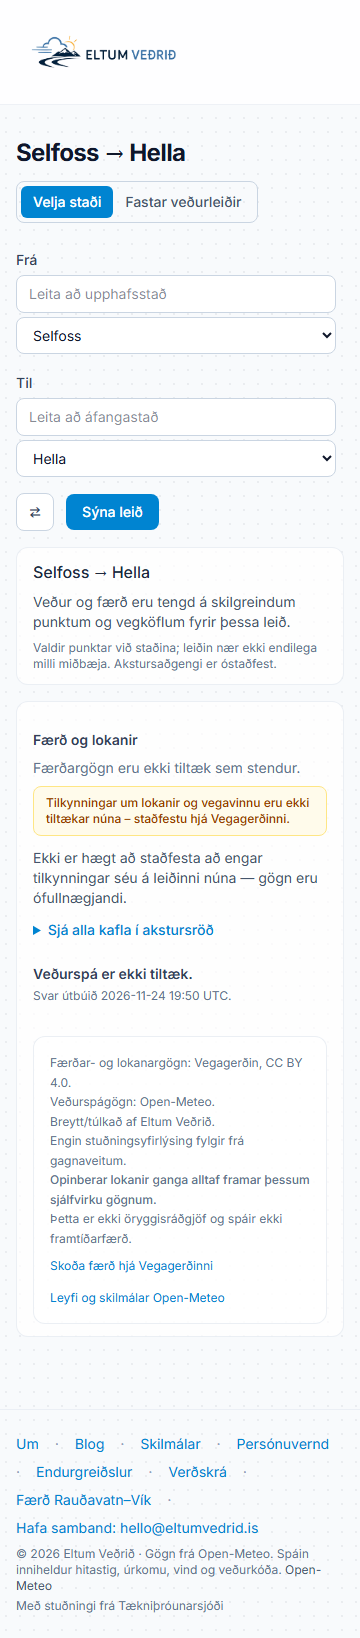 ELTUM VEÐRIÐ
Selfoss → Hella
Velja staði
Fastar veðurleiðir
Frá
Leita að upphafsstað
Selfoss
Til
Leita að áfangastað
Hella
⇄
Sýna leið
Selfoss → Hella
Veður og færð eru tengd á skilgreindum
punktum og vegköflum fyrir þessa leið.
Valdir punktar við staðina; leiðin nær ekki endilega
milli miðbæja. Akstursaðgengi er óstaðfest.
Færð og lokanir
Færðargögn eru ekki tiltæk sem stendur.
Tilkynningar um lokanir og vegavinnu eru ekki
tiltækar núna – staðfestu hjá Vegagerðinni.
Ekki er hægt að staðfesta að engar
tilkynningar séu á leiðinni núna — gögn eru
ófullnægjandi.
▶ Sjá alla kafla í akstursröð
Veðurspá er ekki tiltæk.
Svar útbúið 2026-11-24 19:50 UTC.
Færðar- og lokanargögn: Vegagerðin, CC BY
4.0.
Veðurspágögn: Open-Meteo.
Breytt/túlkað af Eltum Veðrið.
Engin stuðningsyfirlýsing fylgir frá
gagnaveitum.
Opinberar lokanir ganga alltaf framar þessum
sjálfvirku gögnum.
Þetta er ekki öryggisráðgjöf og spáir ekki
framtíðarfærð.
Skoða færð hjá Vegagerðinni
Leyfi og skilmálar Open-Meteo
Um · Blog · Skilmálar · Persónuvernd
· Endurgreiðslur · Verðskrá ·
Færð Rauðavatn–Vík ·
Hafa samband: hello@eltumvedrid.is
© 2026 Eltum Veðrið · Gögn frá Open-Meteo. Spáin
inniheldur hitastig, úrkomu, vind og veðurkóða. Open-
Meteo
Með stuðningi frá Tækniþróunarsjóði